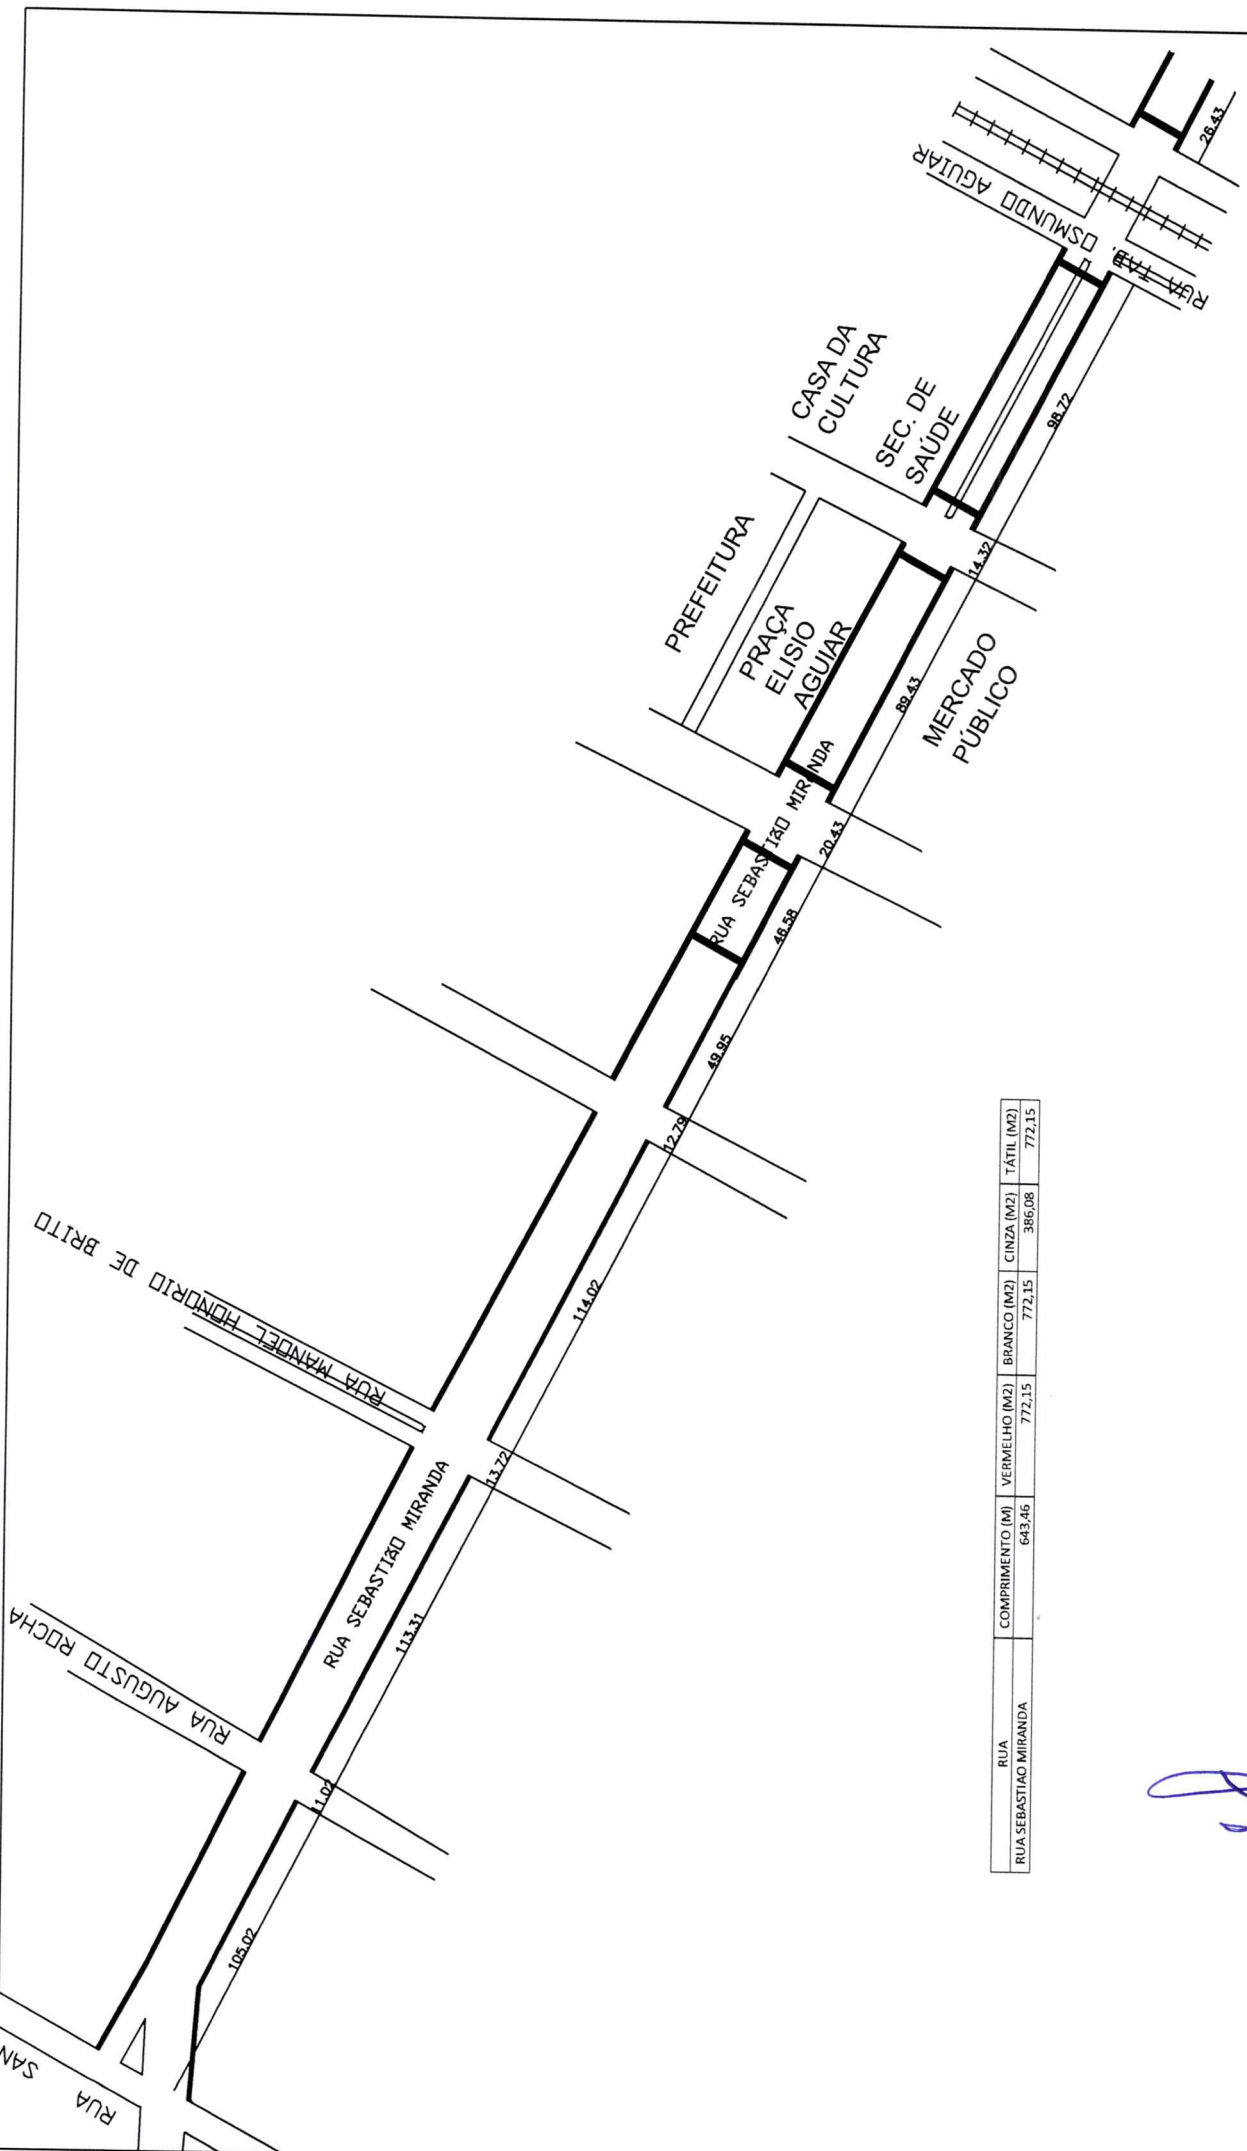 RUA SAN
RUA AUGUSTO ROCHA
RUA MANOEL HONORIO DE BRITO
RUA SEBASTIÃO MIRANDA
RUA SEBASTIÃO MIRANDA
PREFEITURA
PRAÇA
ELISIO
AGUIAR
CASA DA
CULTURA
SEC. DE
SAÚDE
RUA TAB. OSMUNDO AGUIAR
MERCADO
PÚBLICO
105.02
11.02
113.31
13.72
114.02
12.79
49.95
46.58
20.43
89.43
14.32
98.72
26.43
RUA COMPRIMENTO (M) VERMELHO (M2) BRANCO (M2) CINZA (M2) TÁTIL (M2)
RUA SEBASTIAO MIRANDA 643,46 772,15 772,15 386,08 772,15